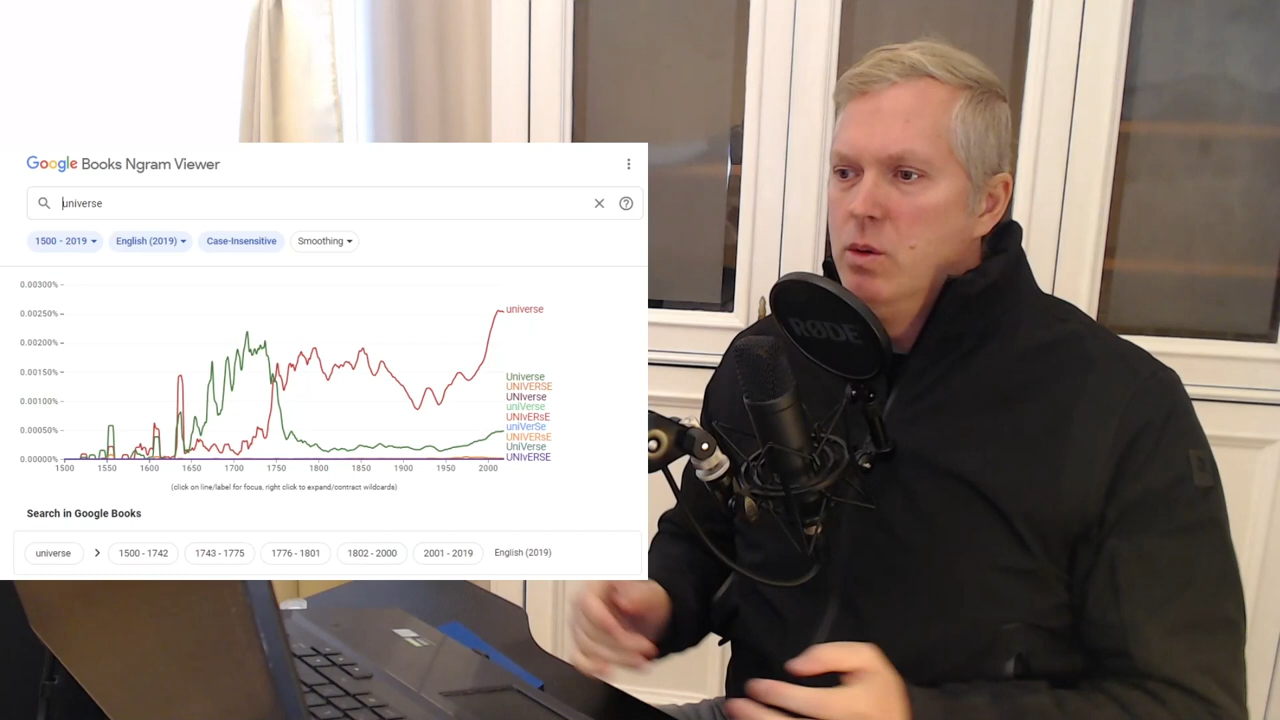 Google Books Ngram Viewer
universe
1500 - 2019 English (2019) Case-Insensitive Smoothing
0.00300%
0.00250%
0.00200%
0.00150%
0.00100%
0.00050%
0.00000%
universe
Universe
UNIVERSE
UNIverse
uniVerse
UNIvERsE
uniVerSe
UNIVERsE
UniVerse
UNIvERSE
1500 1550 1600 1650 1700 1750 1800 1850 1900 1950 2000
(click on line/label for focus, right click to expand/contract wildcards)
Search in Google Books
universe 1500 - 1742 1743 - 1775 1776 - 1801 1802 - 2000 2001 - 2019 English (2019)
RØDE